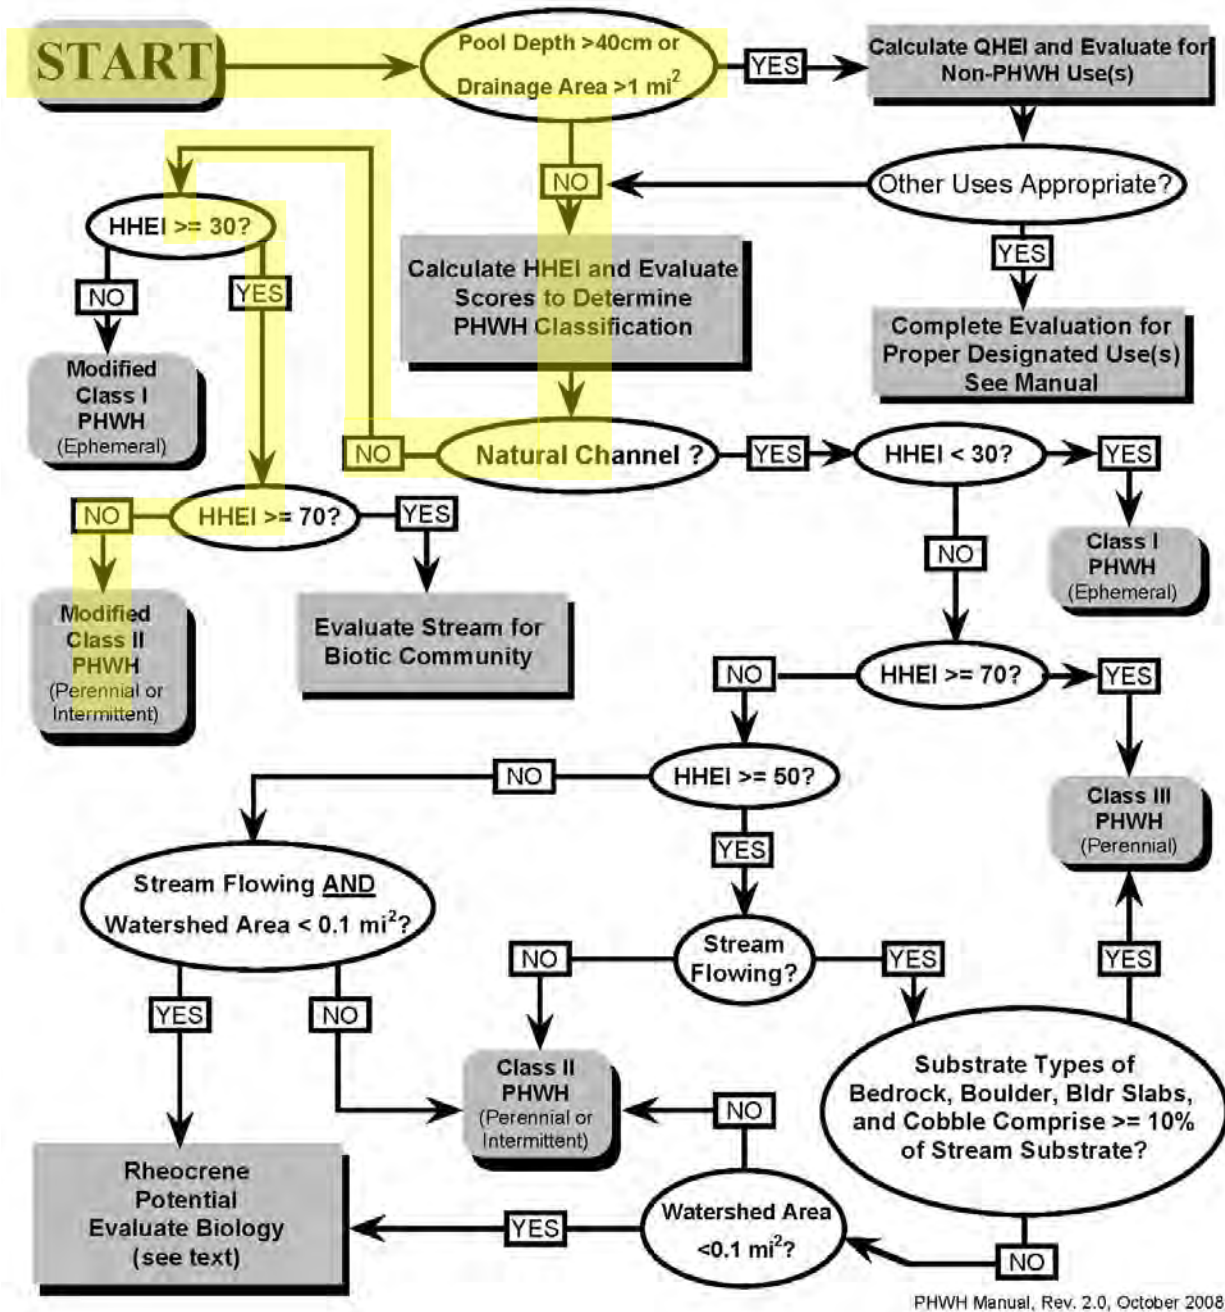 START
Pool Depth >40cm or
Drainage Area >1 mi²
YES
Calculate QHEI and Evaluate for
Non-PHWH Use(s)
NO
Other Uses Appropriate?
HHEI >= 30?
NO
YES
Calculate HHEI and Evaluate
Scores to Determine
PHWH Classification
YES
Complete Evaluation for
Proper Designated Use(s)
See Manual
Modified
Class I
PHWH
(Ephemeral)
NO
Natural Channel ?
YES
HHEI < 30?
YES
NO
HHEI >= 70?
YES
NO
Class I
PHWH
(Ephemeral)
Modified
Class II
PHWH
(Perennial or
Intermittent)
Evaluate Stream for
Biotic Community
NO
HHEI >= 70?
YES
NO
HHEI >= 50?
Class III
PHWH
(Perennial)
YES
Stream Flowing AND
Watershed Area < 0.1 mi²?
NO
Stream
Flowing?
YES
YES
YES
NO
Class II
PHWH
(Perennial or
Intermittent)
Substrate Types of
Bedrock, Boulder, Bldr Slabs,
and Cobble Comprise >= 10%
of Stream Substrate?
NO
Rheocrene
Potential
Evaluate Biology
(see text)
YES
Watershed Area
<0.1 mi²?
NO
PHWH Manual, Rev. 2.0, October 2008